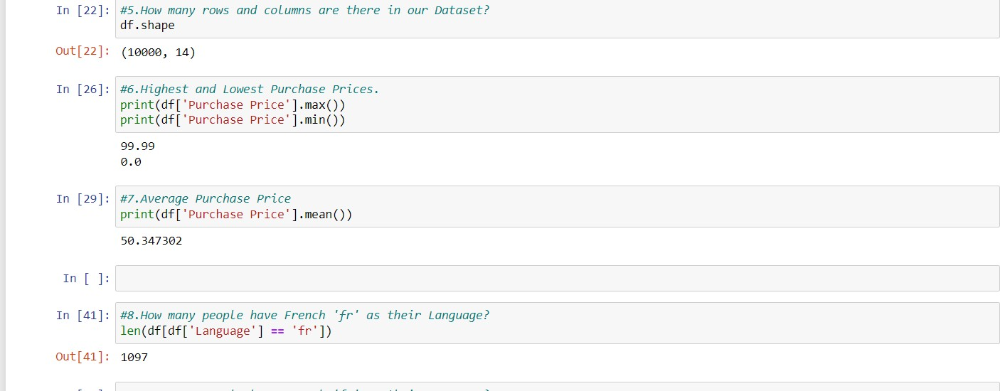 In [22]: #5.How many rows and columns are there in our Dataset?
df.shape
Out[22]: (10000, 14)
In [26]: #6.Highest and Lowest Purchase Prices.
print(df['Purchase Price'].max())
print(df['Purchase Price'].min())
99.99
0.0
In [29]: #7.Average Purchase Price
print(df['Purchase Price'].mean())
50.347302
In [ ]:
In [41]: #8.How many people have French 'fr' as their Language?
len(df[df['Language'] == 'fr'])
Out[41]: 1097